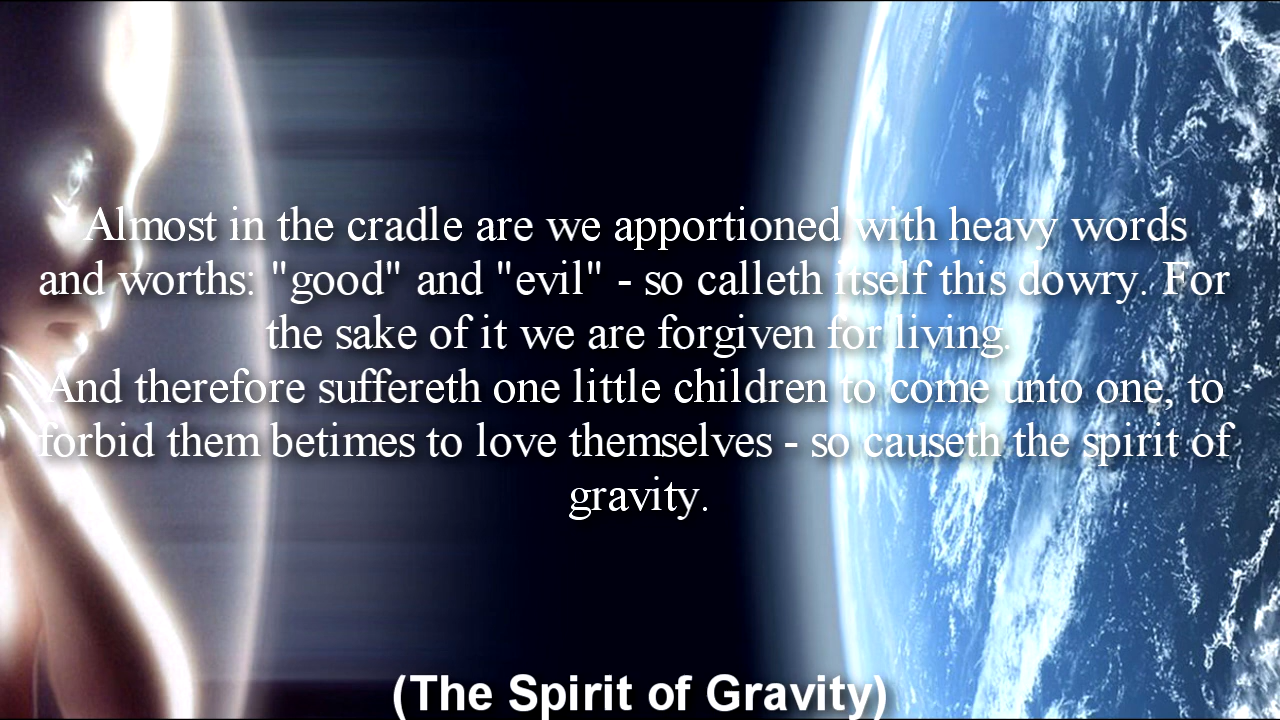 Almost in the cradle are we apportioned with heavy words
and worths: "good" and "evil" - so calleth itself this dowry. For
the sake of it we are forgiven for living.
And therefore suffereth one little children to come unto one, to
forbid them betimes to love themselves - so causeth the spirit of
gravity.
(The Spirit of Gravity)